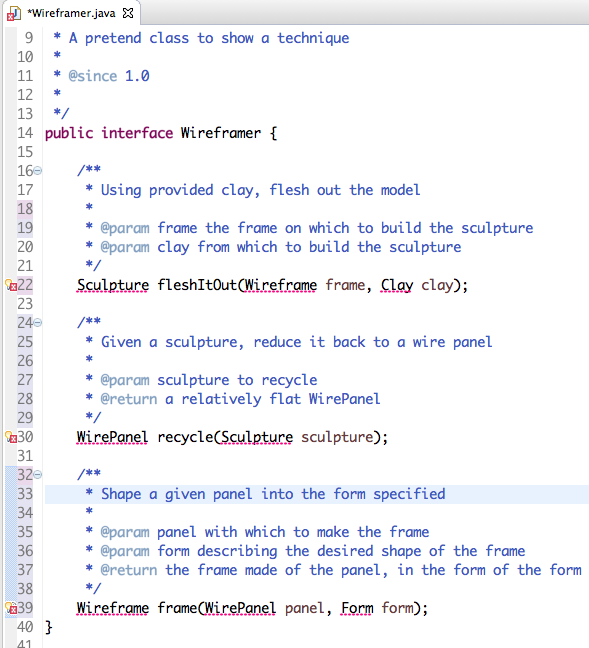 *Wireframer.java
9 * A pretend class to show a technique
10 *
11 * @since 1.0
12 *
13 */
14 public interface Wireframer {
15
16 /**
17 * Using provided clay, flesh out the model
18 *
19 * @param frame the frame on which to build the sculpture
20 * @param clay from which to build the sculpture
21 */
22 Sculpture fleshItOut(Wireframe frame, Clay clay);
23
24 /**
25 * Given a sculpture, reduce it back to a wire panel
26 *
27 * @param sculpture to recycle
28 * @return a relatively flat WirePanel
29 */
30 WirePanel recycle(Sculpture sculpture);
31
32 /**
33 * Shape a given panel into the form specified
34 *
35 * @param panel with which to make the frame
36 * @param form describing the desired shape of the frame
37 * @return the frame made of the panel, in the form of the form
38 */
39 Wireframe frame(WirePanel panel, Form form);
40 }
41